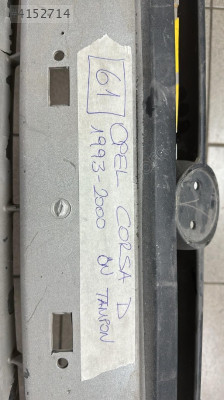 4152714
61
OPEL CORSA D
1993-2000 ÖN TAMPON